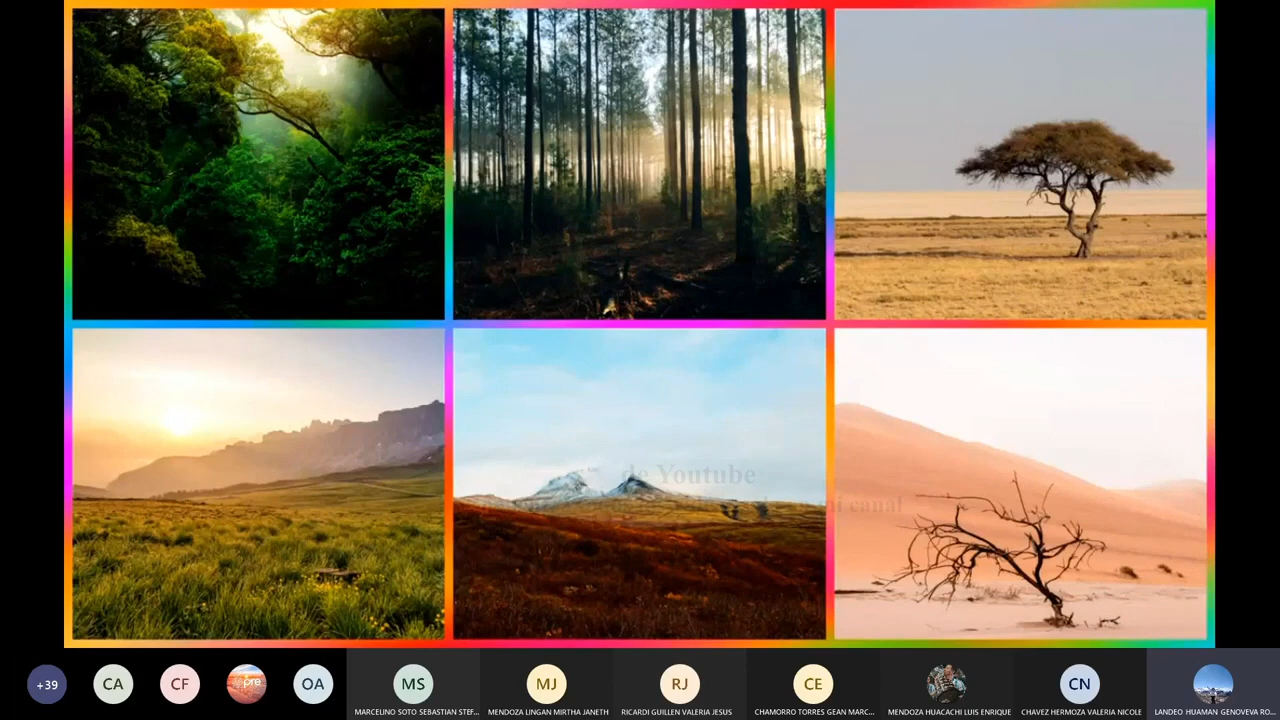 de Youtube
mi canal
+39
CA
CF
pre
OA
MS
MJ
RJ
CE
CN
MARCELINO SOTO SEBASTIAN STEF...
MENDOZA LINGAN MIRTHA JANETH
RICARDI GUILLEN VALERIA JESUS
CHAMORRO TORRES GEAN MARC...
MENDOZA HUACACHI LUIS ENRIQUE
CHAVEZ HERMOZA VALERIA NICOLE
LANDEO HUAMAN GENOVEVA RO...